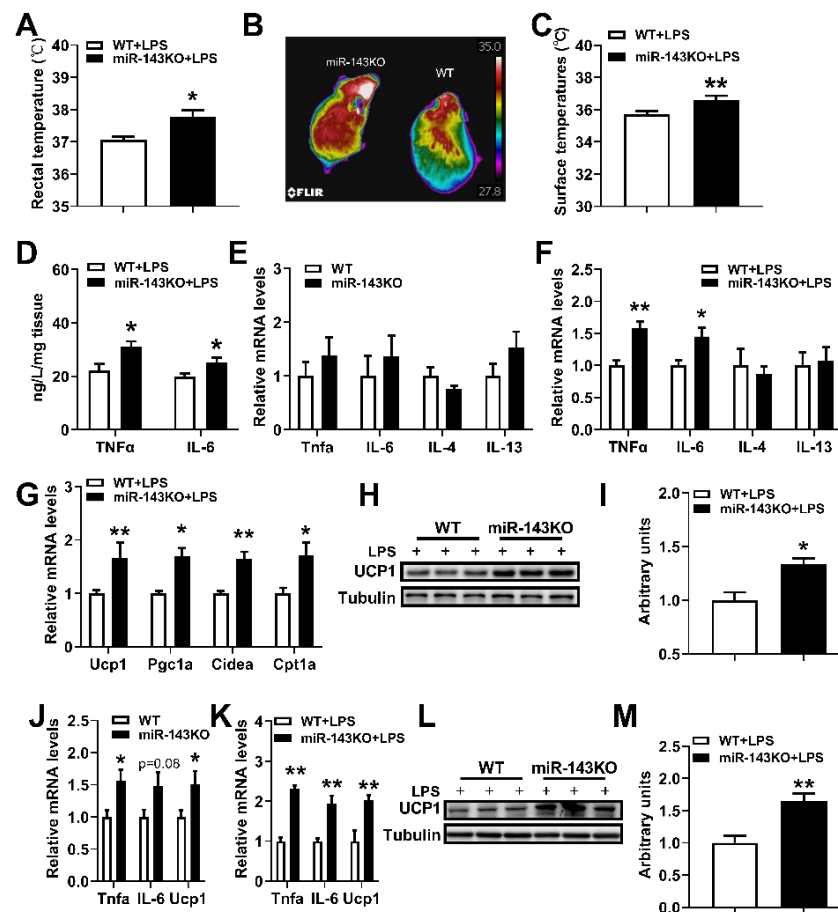 A
Rectal temperature (℃)
WT+LPS
miR-143KO+LPS
*
40
39
38
37
36
35
B
miR-143KO
WT
35.0
27.8
FLIR
C
Surface temperatures (℃)
WT+LPS
miR-143KO+LPS
**
40
38
36
34
32
30
D
ng/L/mg tissue
WT+LPS
miR-143KO+LPS
60
40
20
0
* *
TNFα IL-6
E
Relative mRNA levels
WT
miR-143KO
3
2
1
0
Tnfa IL-6 IL-4 IL-13
F
Relative mRNA levels
WT+LPS
miR-143KO+LPS
2.5
2.0
1.5
1.0
0.5
0.0
** *
TNFα IL-6 IL-4 IL-13
G
Relative mRNA levels
WT+LPS
miR-143KO+LPS
3
2
1
0
** * ** *
Ucp1 Pgc1a Cidea Cpt1a
H
WT miR-143KO
LPS + + + + + +
UCP1
Tubulin
I
Arbitrary units
WT+LPS
miR-143KO+LPS
2.0
1.5
1.0
0.5
*
J
Relative mRNA levels
WT
miR-143KO
2.5
2.0
1.5
1.0
0.5
0.0
* p=0.08 *
Tnfa IL-6 Ucp1
K
Relative mRNA levels
WT+LPS
miR-143KO+LPS
4
3
2
1
0
** ** **
Tnfa IL-6 Ucp1
L
WT miR-143KO
LPS + + + + + +
UCP1
Tubulin
M
Arbitrary units
WT+LPS
miR-143KO+LPS
2.5
2.0
1.5
1.0
0.5
0.0
**